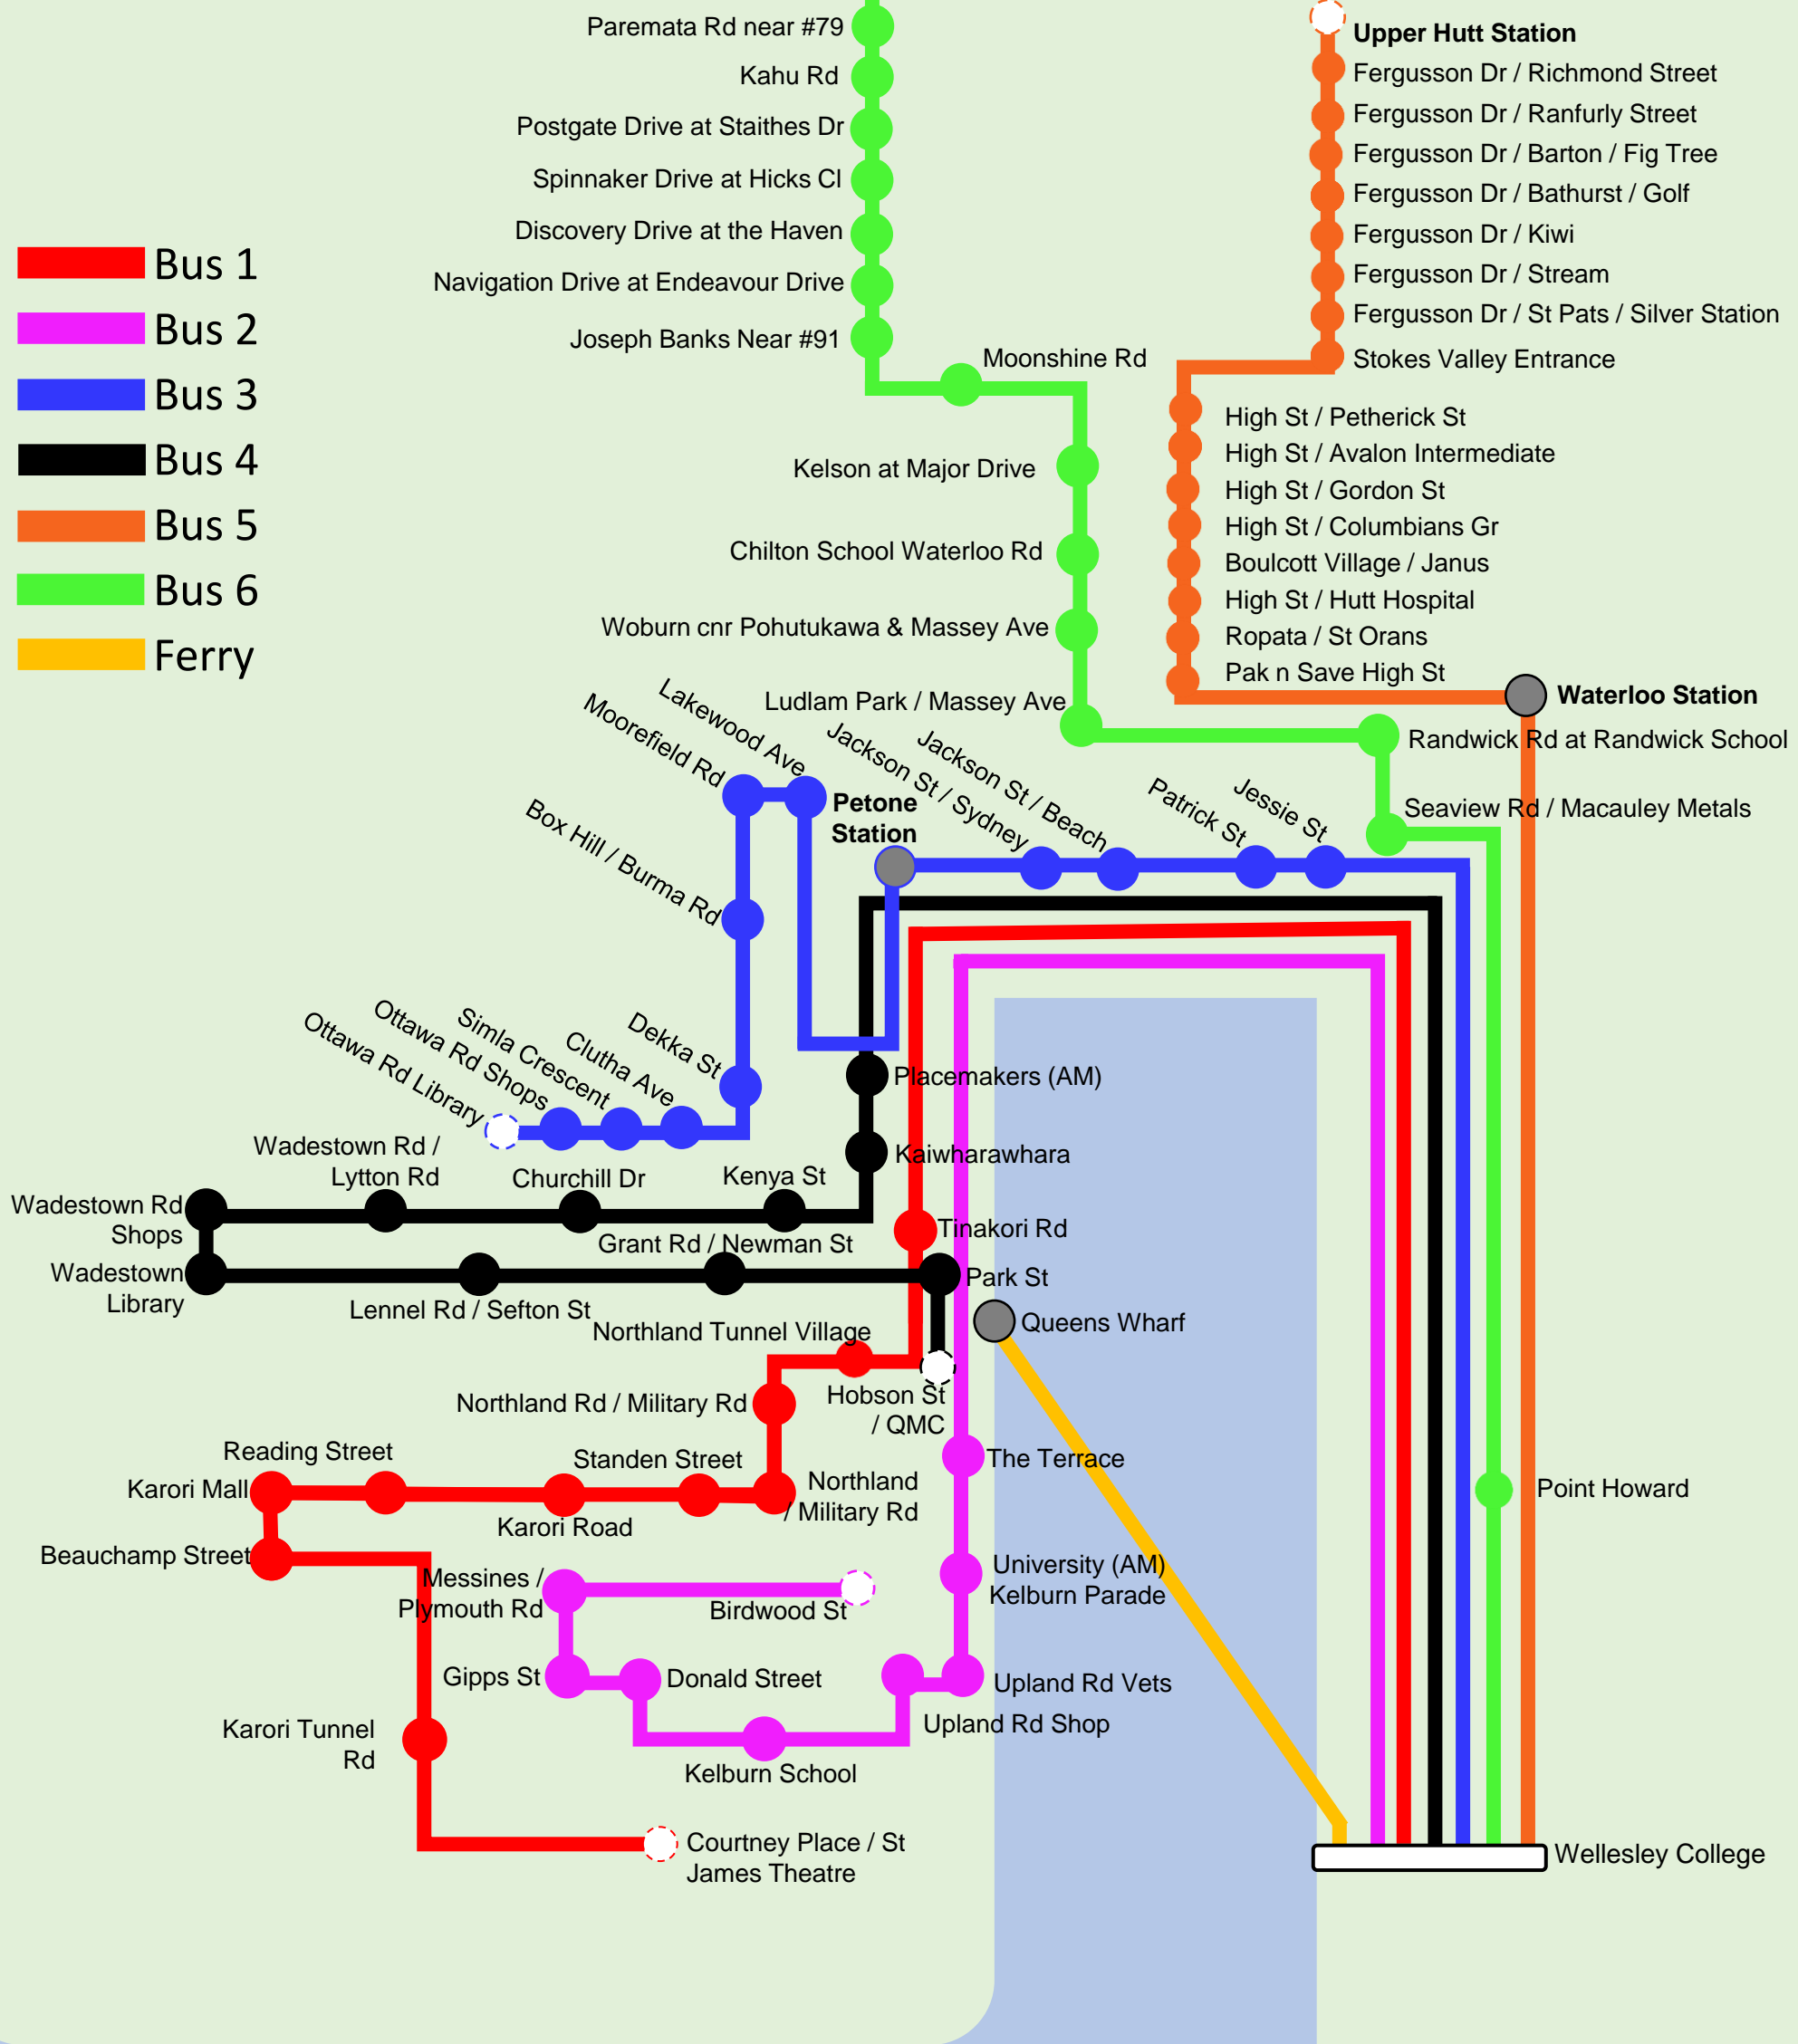 Paremata Rd near #79
Kahu Rd
Postgate Drive at Staithes Dr
Spinnaker Drive at Hicks Cl
Discovery Drive at the Haven
Navigation Drive at Endeavour Drive
Joseph Banks Near #91
Moonshine Rd
Kelson at Major Drive
Chilton School Waterloo Rd
Woburn cnr Pohutukawa & Massey Ave
Ludlam Park / Massey Ave
Upper Hutt Station
Fergusson Dr / Richmond Street
Fergusson Dr / Ranfurly Street
Fergusson Dr / Barton / Fig Tree
Fergusson Dr / Bathurst / Golf
Fergusson Dr / Kiwi
Fergusson Dr / Stream
Fergusson Dr / St Pats / Silver Station
Stokes Valley Entrance
High St / Petherick St
High St / Avalon Intermediate
High St / Gordon St
High St / Columbians Gr
Boulcott Village / Janus
High St / Hutt Hospital
Ropata / St Orans
Pak n Save High St
Waterloo Station
Randwick Rd at Randwick School
Seaview Rd / Macauley Metals
Bus 1
Bus 2
Bus 3
Bus 4
Bus 5
Bus 6
Ferry
Lakewood Ave
Moorefield Rd
Box Hill / Burma Rd
Petone
Station
Jackson St / Sydney
Jackson St / Beach
Patrick St
Jessie St
Dekka St
Clutha Ave
Simla Crescent
Ottawa Rd Shops
Ottawa Rd Library
Placemakers (AM)
Kaiwharawhara
Wadestown Rd /
Lytton Rd
Churchill Dr
Kenya St
Wadestown Rd
Shops
Wadestown
Library
Grant Rd / Newman St
Lennel Rd / Sefton St
Tinakori Rd
Park St
Queens Wharf
Northland Tunnel Village
Hobson St
/ QMC
Northland Rd / Military Rd
Reading Street
Standen Street
Karori Mall
Northland
/ Military Rd
Karori Road
Beauchamp Street
The Terrace
Point Howard
Messines /
Plymouth Rd
Birdwood St
University (AM)
Kelburn Parade
Gipps St
Donald Street
Upland Rd Vets
Upland Rd Shop
Karori Tunnel
Rd
Kelburn School
Courtney Place / St
James Theatre
Wellesley College